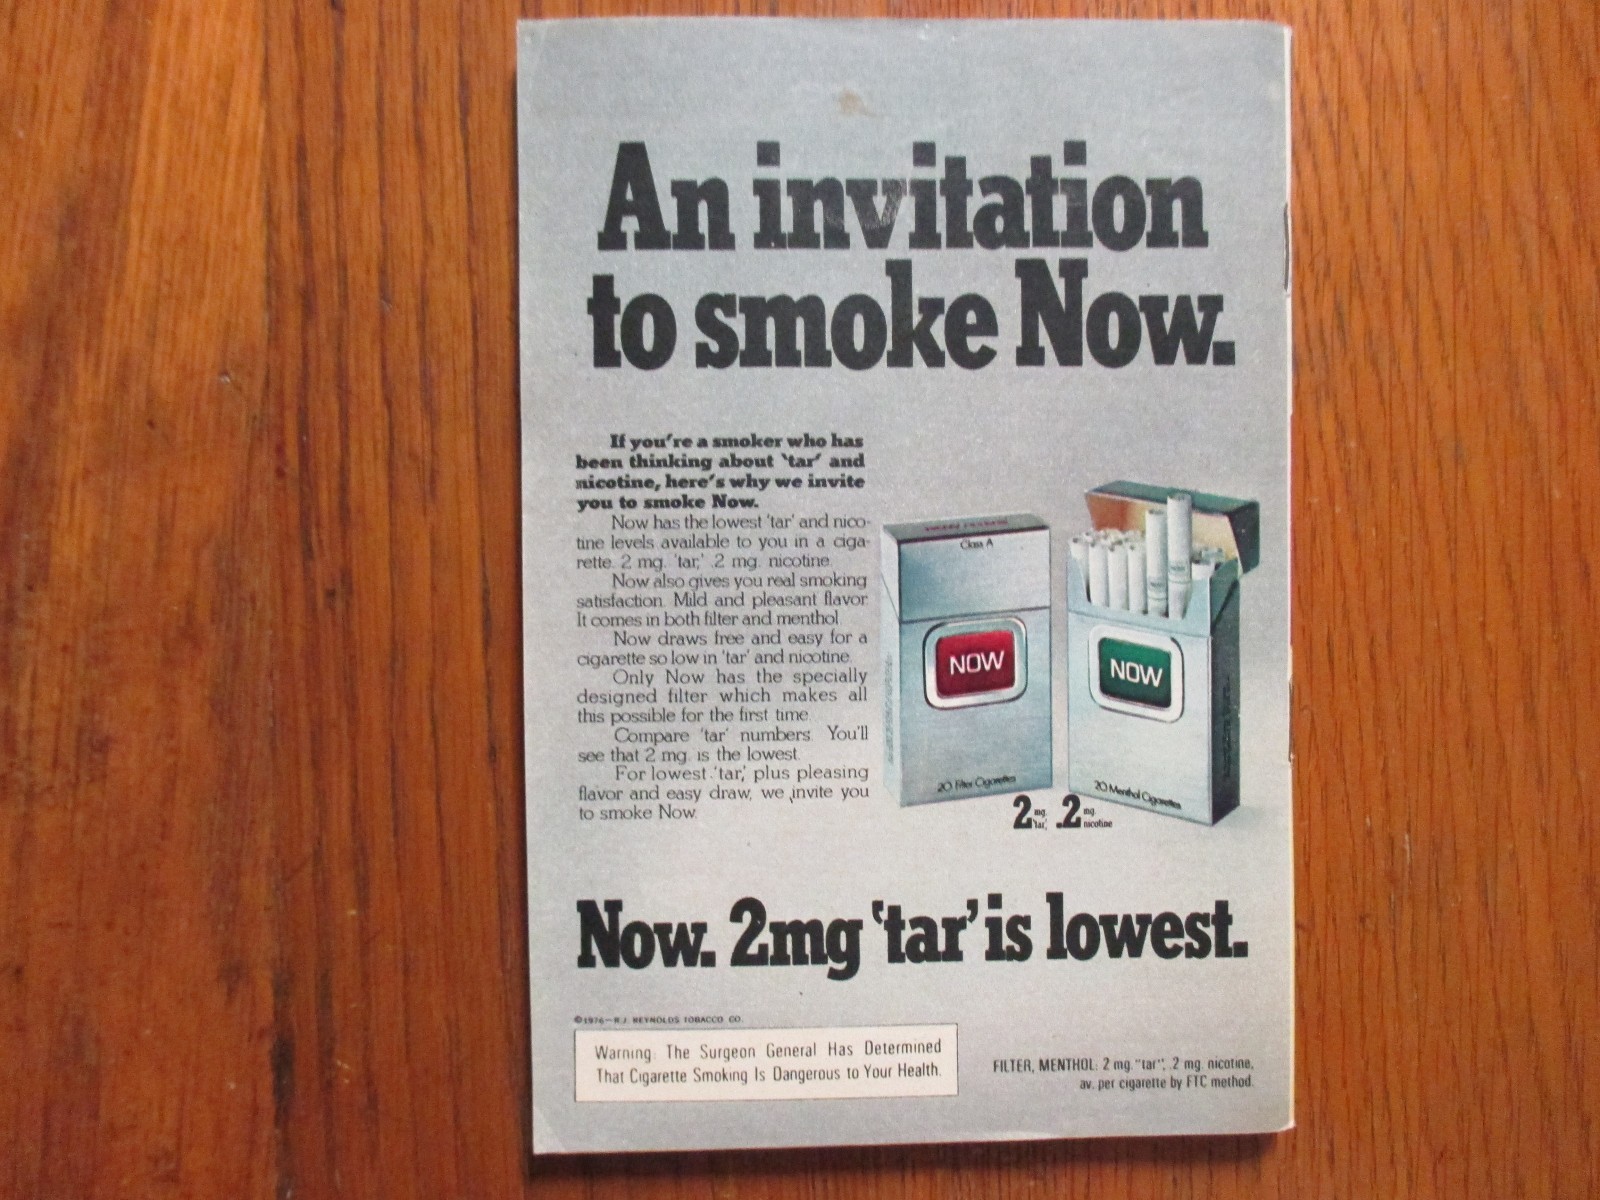 An invitation
to smoke Now.
If you're a smoker who has
been thinking about 'tar' and
nicotine, here's why we invite
you to smoke Now.
Now has the lowest 'tar' and nico-
tine levels available to you in a ciga-
rette. 2 mg. 'tar,' .2 mg. nicotine.
Now also gives you real smoking
satisfaction. Mild and pleasant flavor.
It comes in both filter and menthol.
Now draws free and easy for a
cigarette so low in 'tar' and nicotine.
Only Now has the specially
designed filter which makes all
this possible for the first time.
Compare 'tar' numbers. You'll
see that 2 mg. is the lowest.
For lowest 'tar,' plus pleasing
flavor and easy draw, we invite you
to smoke Now.
Class A
NOW
20 Filter Cigarettes
NOW
20 Menthol Cigarettes
2 mg. 'tar,' .2 mg. nicotine
Now. 2mg 'tar' is lowest.
©1976—R.J. REYNOLDS TOBACCO CO.
Warning: The Surgeon General Has Determined
That Cigarette Smoking Is Dangerous to Your Health.
FILTER, MENTHOL: 2 mg. "tar", .2 mg. nicotine,
av. per cigarette by FTC method.